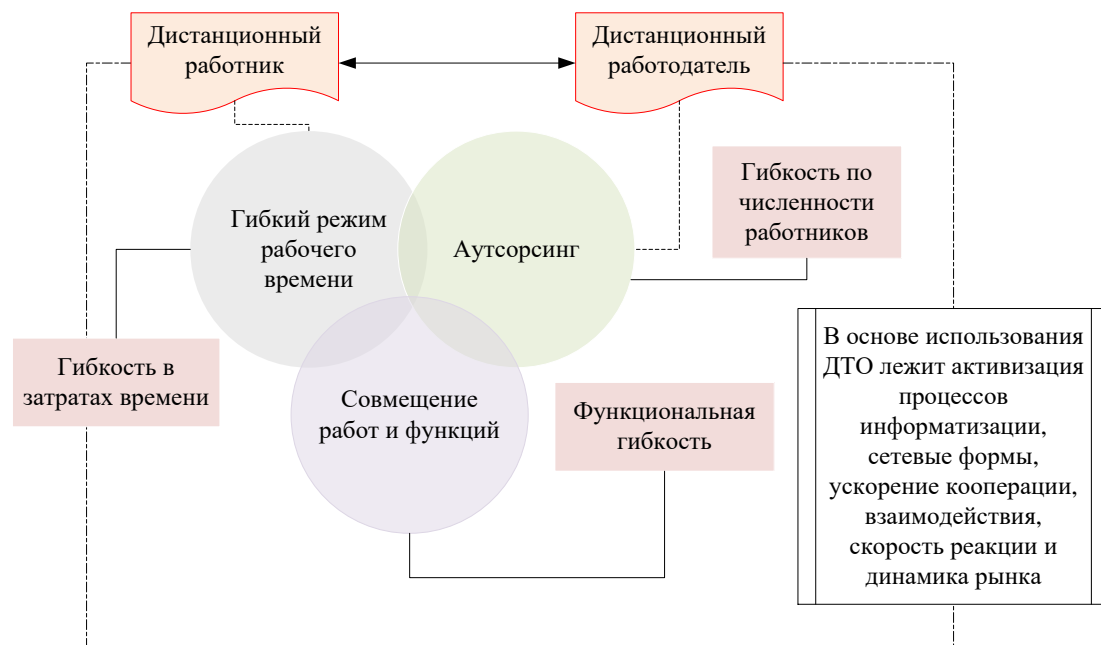 Дистанционный
работник
Дистанционный
работодатель
Гибкий режим
рабочего
времени
Аутсорсинг
Гибкость по
численности
работников
Гибкость в
затратах времени
Совмещение
работ и функций
Функциональная
гибкость
В основе использования
ДТО лежит активизация
процессов
информатизации,
сетевые формы,
ускорение кооперации,
взаимодействия,
скорость реакции и
динамика рынка